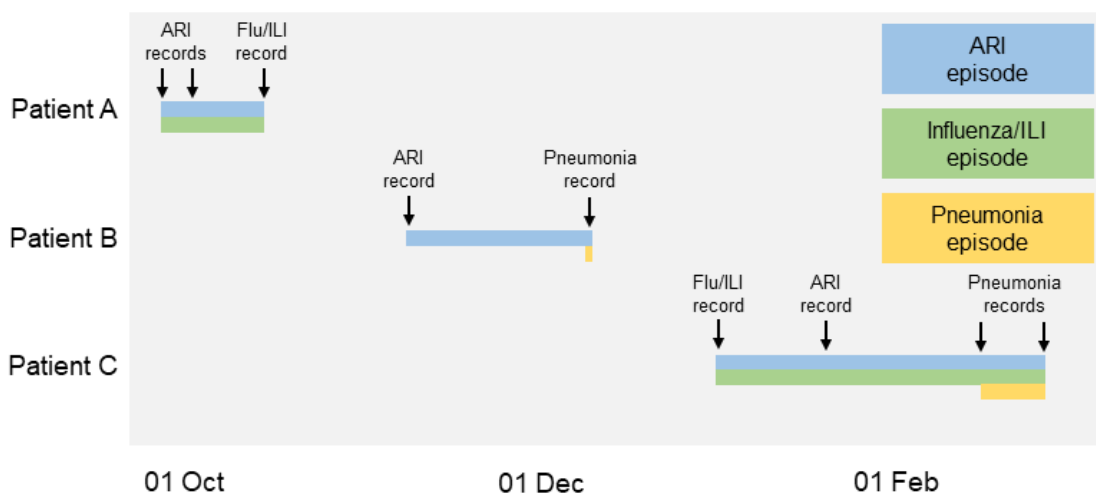 ARI
records
Flu/ILI
record
ARI
episode
Patient A
Influenza/ILI
episode
ARI
record
Pneumonia
record
Pneumonia
episode
Patient B
Flu/ILI
record
ARI
record
Pneumonia
records
Patient C
01 Oct
01 Dec
01 Feb